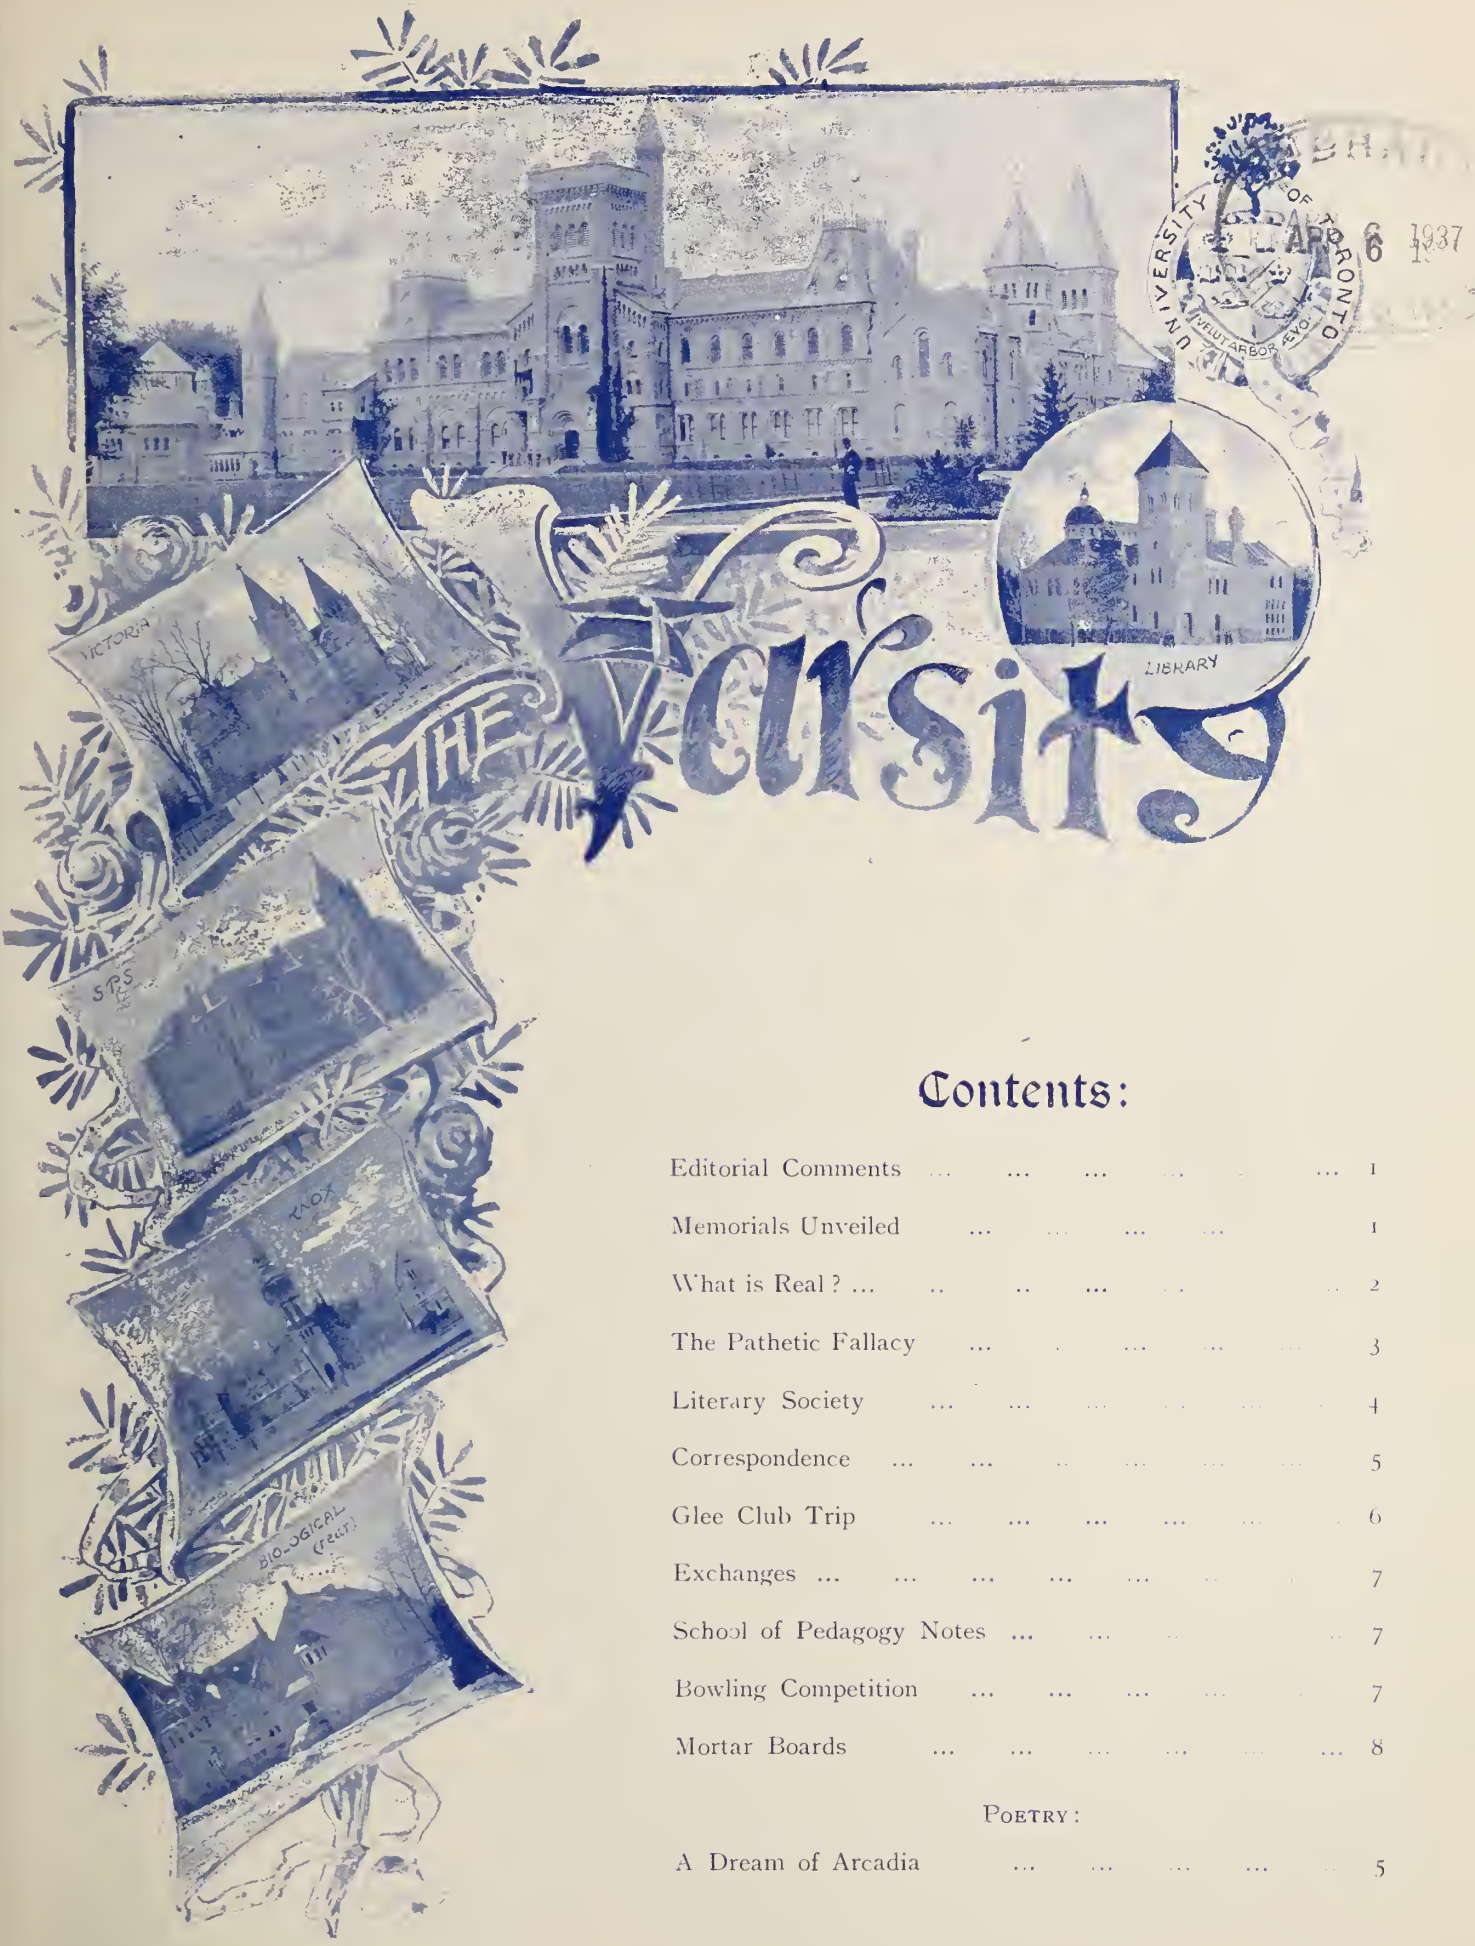 UNIVERSITY OF TORONTO
VELUT ARBOR ÆVO
APR 6 1937
VICTORIA
LIBRARY
THE Varsity
S.P.S
KNOX
BIOLOGICAL
(rear)
Contents:
Editorial Comments ... ... ... ... ... 1
Memorials Unveiled ... ... ... ... 1
What is Real ? ... .. .. ... .. .. 2
The Pathetic Fallacy ... . ... ... ... 3
Literary Society ... ... ... .. ... . 4
Correspondence ... ... .. ... ... ... 5
Glee Club Trip ... ... ... ... ... . 6
Exchanges ... ... ... ... ... .. . 7
School of Pedagogy Notes ... ... .. .. 7
Bowling Competition ... ... ... ... . 7
Mortar Boards ... ... ... ... ... ... 8
POETRY :
A Dream of Arcadia ... ... ... ... .. 5